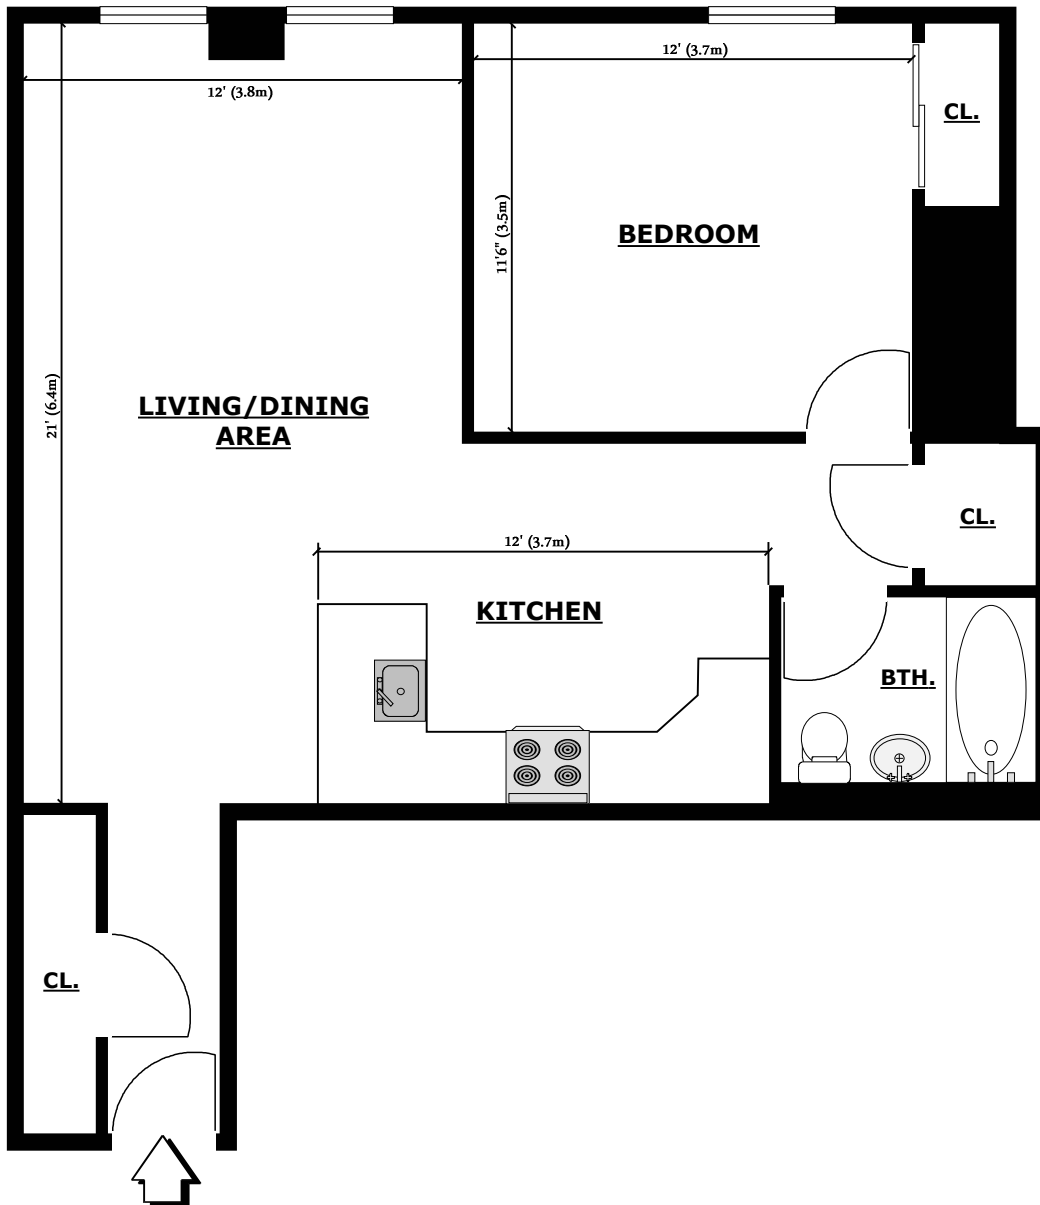 12' (3.7m)
12' (3.8m)
CL.
11'6" (3.5m)
BEDROOM
21' (6.4m)
LIVING/DINING
AREA
CL.
12' (3.7m)
KITCHEN
BTH.
CL.